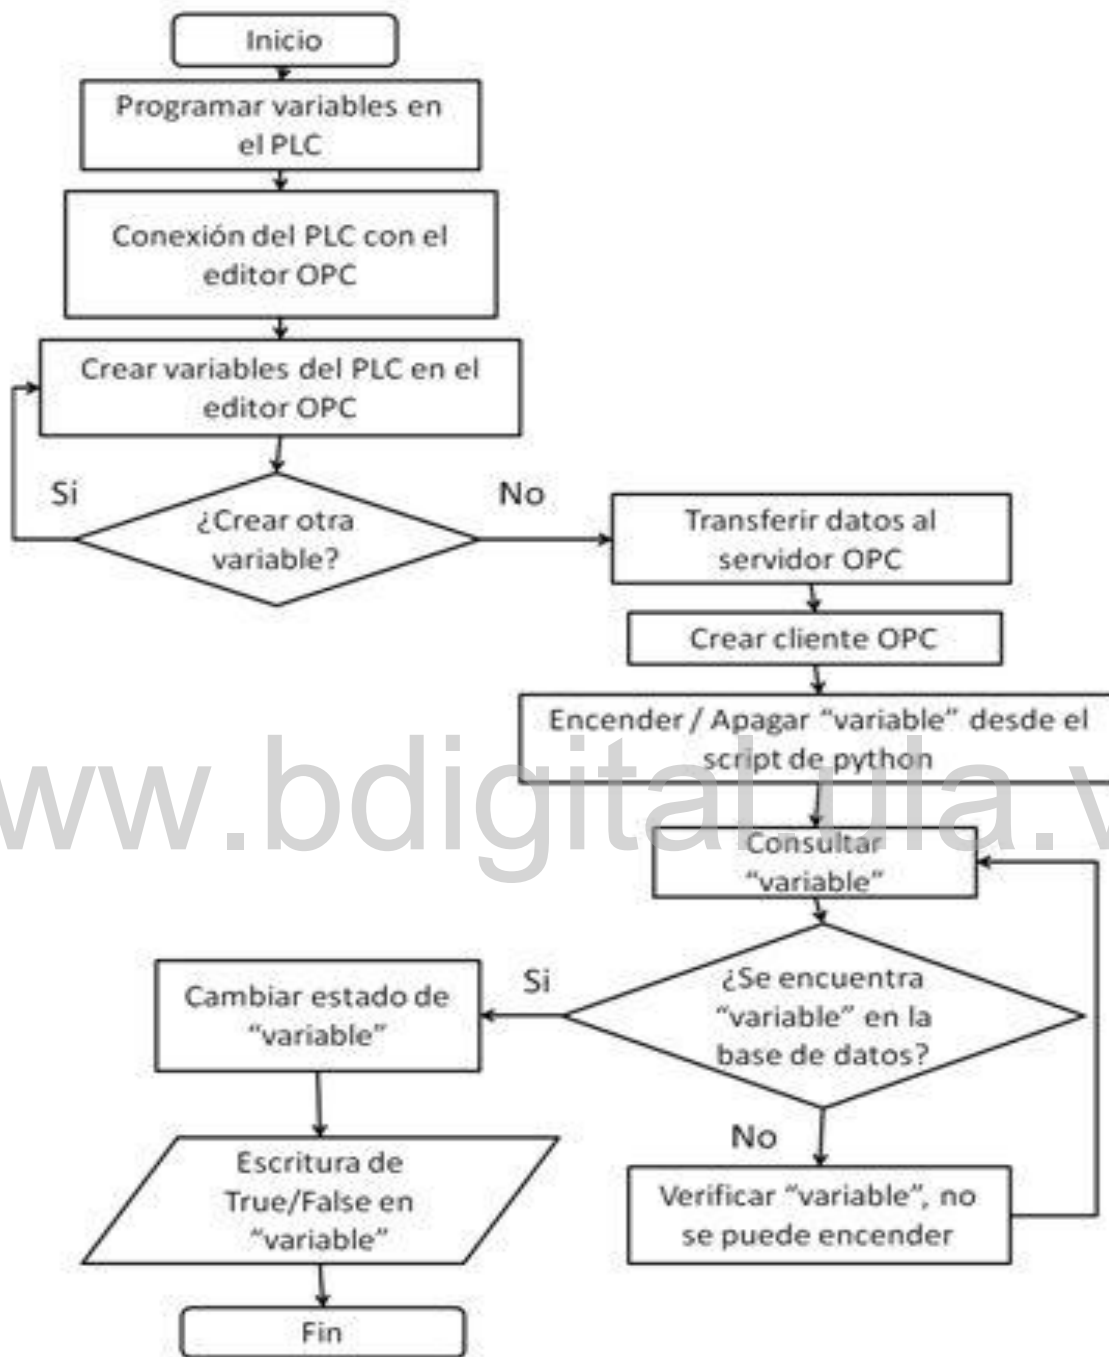 Inicio
Programar variables en
el PLC
Conexión del PLC con el
editor OPC
Crear variables del PLC en el
editor OPC
Si
¿Crear otra
variable?
No
Transferir datos al
servidor OPC
Crear cliente OPC
Encender / Apagar “variable” desde el
script de python
ww.bdigital.ula.v
Consultar
“variable”
¿Se encuentra
“variable” en la
base de datos?
Si
Cambiar estado de
“variable”
No
Escritura de
True/False en
“variable”
Verificar “variable”, no
se puede encender
Fin